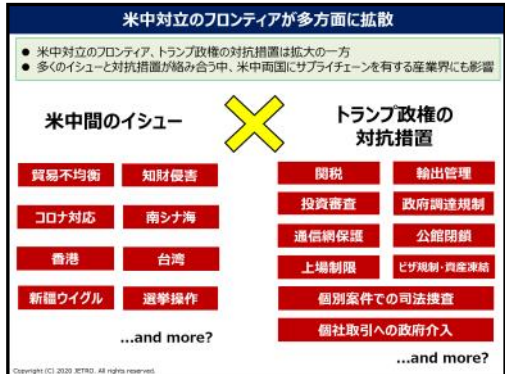 米中対立のフロンティアが多方面に拡散
● 米中対立のフロンティア、トランプ政権の対抗措置は拡大の一方
● 多くのイシューと対抗措置が絡み合う中、米中両国にサプライチェーンを有する産業界にも影響
米中間のイシュー
貿易不均衡 知財侵害
コロナ対応 南シナ海
香港 台湾
新疆ウイグル 選挙操作
...and more?
トランプ政権の
対抗措置
関税 輸出管理
投資審査 政府調達規制
通信網保護 公館閉鎖
上場制限 ビザ規制・資産凍結
個別案件での司法捜査
個社取引への政府介入
...and more?
Copyright (C) 2020 JETRO. All rights reserved.